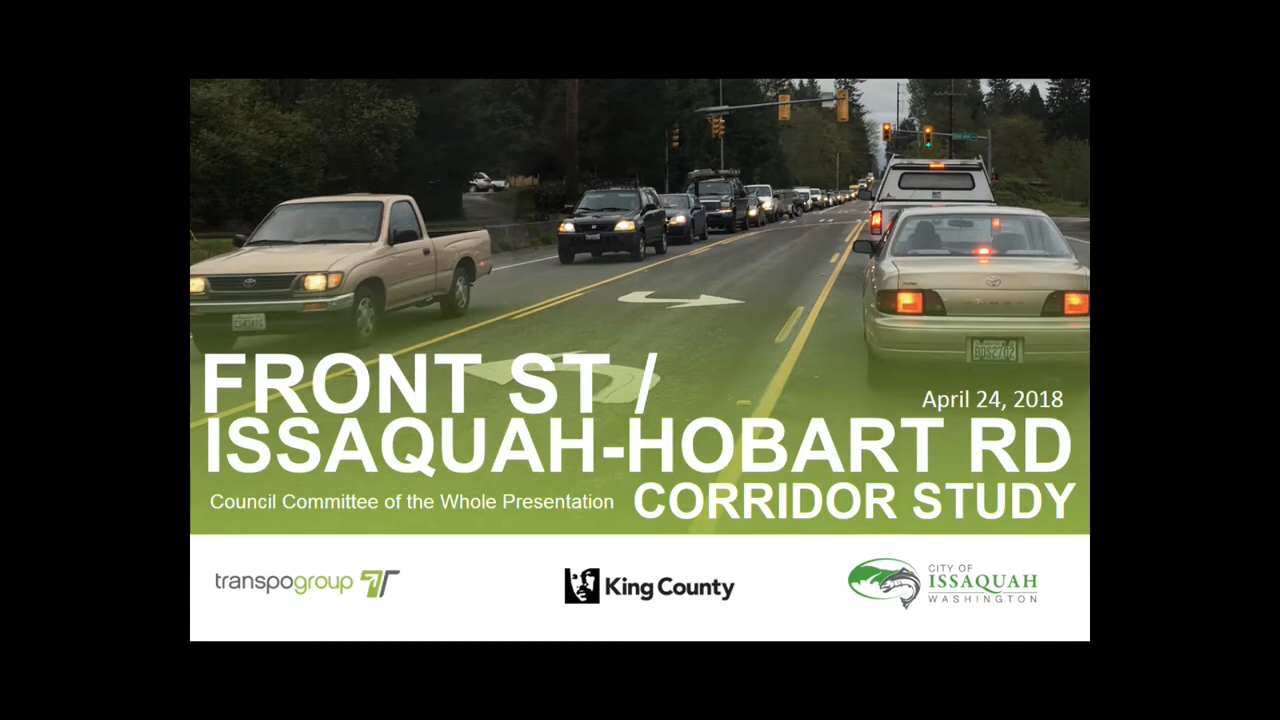 FRONT ST /
April 24, 2018
ISSAQUAH-HOBART RD
Council Committee of the Whole Presentation
CORRIDOR STUDY
transpogroup
King County
CITY OF
ISSAQUAH
WASHINGTON